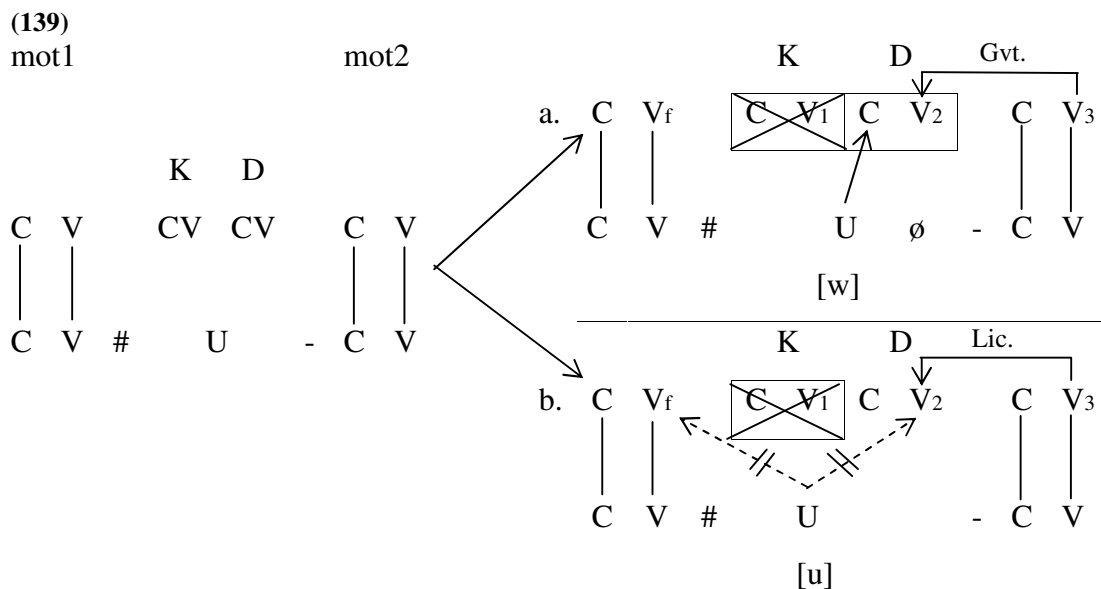 (139)
mot1 mot2 K D Gvt.
a. C Vf C V1 C V2 C V3
K D
C V CV CV C V
C V # U ø - C V
[w]
C V # U - C V
K D Lic.
b. C Vf C V1 C V2 C V3
C V # U - C V
[u]